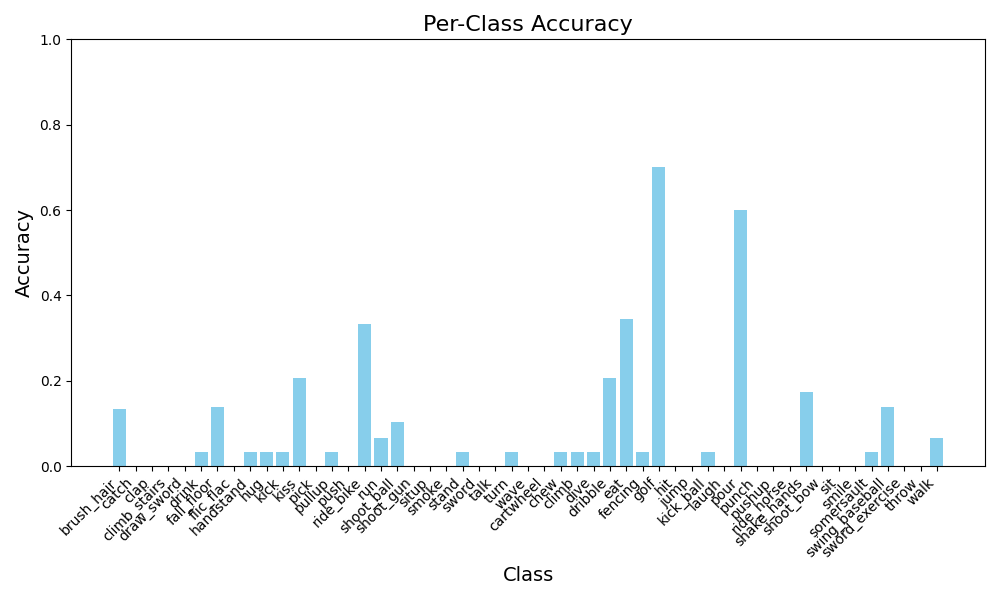 Per-Class Accuracy
1.0
0.8
0.6
0.4
0.2
0.0
Accuracy
brush_hair
catch
clap
climb_stairs
draw_sword
drink
fall_floor
flic_flac
handstand
hug
kick
kiss
pick
pullup
push
ride_bike
run
shoot_ball
shoot_gun
situp
smoke
stand
sword
talk
turn
wave
cartwheel
chew
climb
dive
dribble
eat
fencing
golf
hit
jump
kick_ball
laugh
pour
punch
pushup
ride_horse
shake_hands
shoot_bow
sit
smile
somersault
swing_baseball
sword_exercise
throw
walk
Class